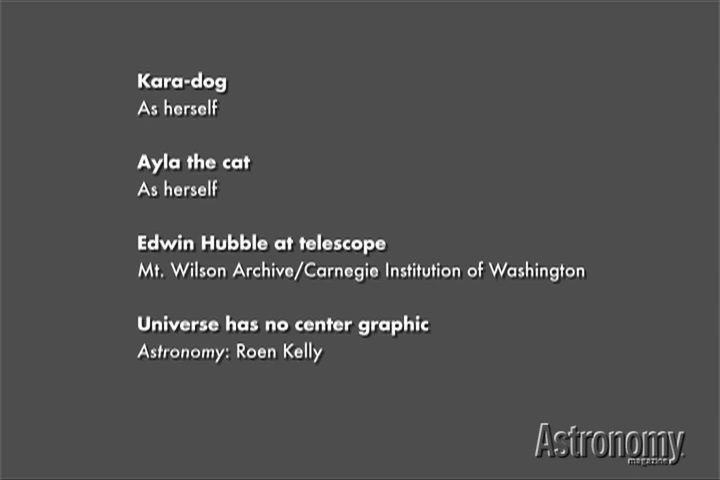 Kara-dog
As herself
Ayla the cat
As herself
Edwin Hubble at telescope
Mt. Wilson Archive/Carnegie Institution of Washington
Universe has no center graphic
Astronomy: Roen Kelly
Astronomy
magazine